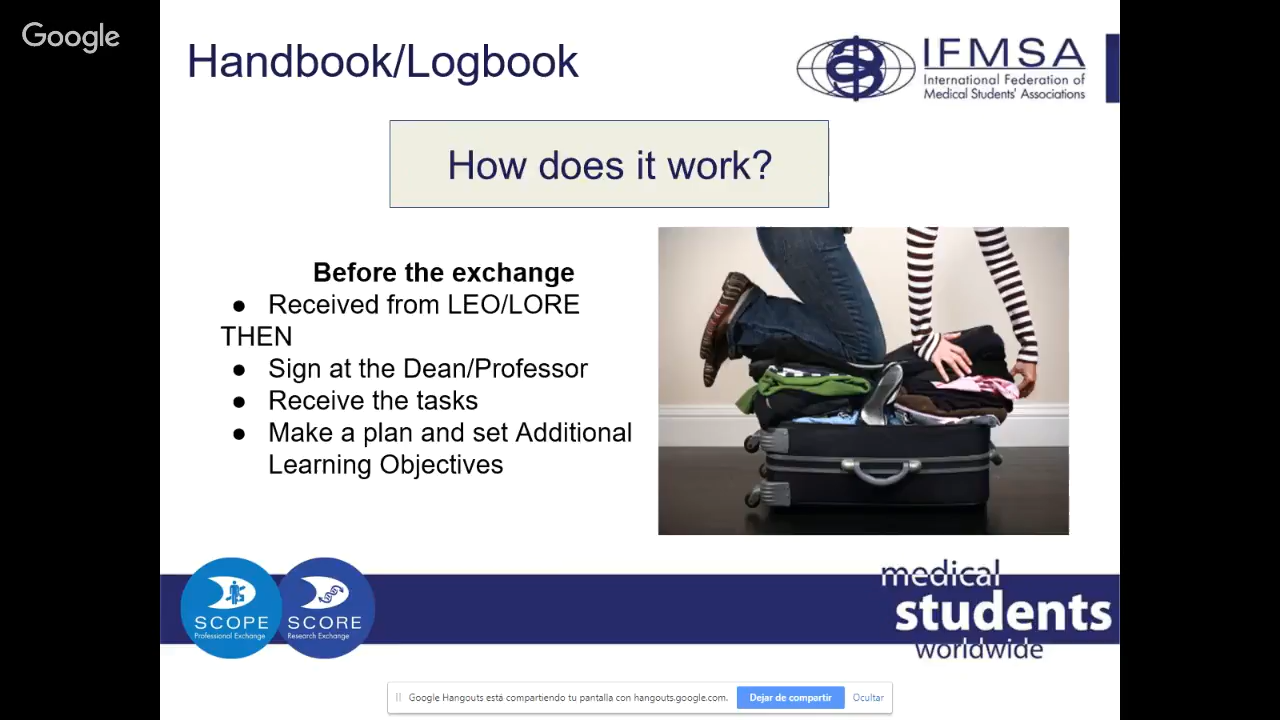 Google
Handbook/Logbook
IFMSA
International Federation of
Medical Students' Associations
How does it work?
Before the exchange
● Received from LEO/LORE
THEN
● Sign at the Dean/Professor
● Receive the tasks
● Make a plan and set Additional
Learning Objectives
SCOPE
Professional Exchange
SCORE
Research Exchange
medical
students
worldwide
Google Hangouts está compartiendo tu pantalla con hangouts.google.com.
Dejar de compartir
Ocultar